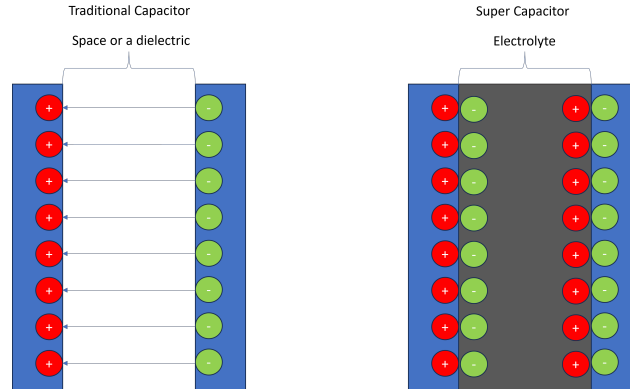 Traditional Capacitor
Space or a dielectric
+ -
+ -
+ -
+ -
+ -
+ -
+ -
+ -
Super Capacitor
Electrolyte
+ - + -
+ - + -
+ - + -
+ - + -
+ - + -
+ - + -
+ - + -
+ - + -